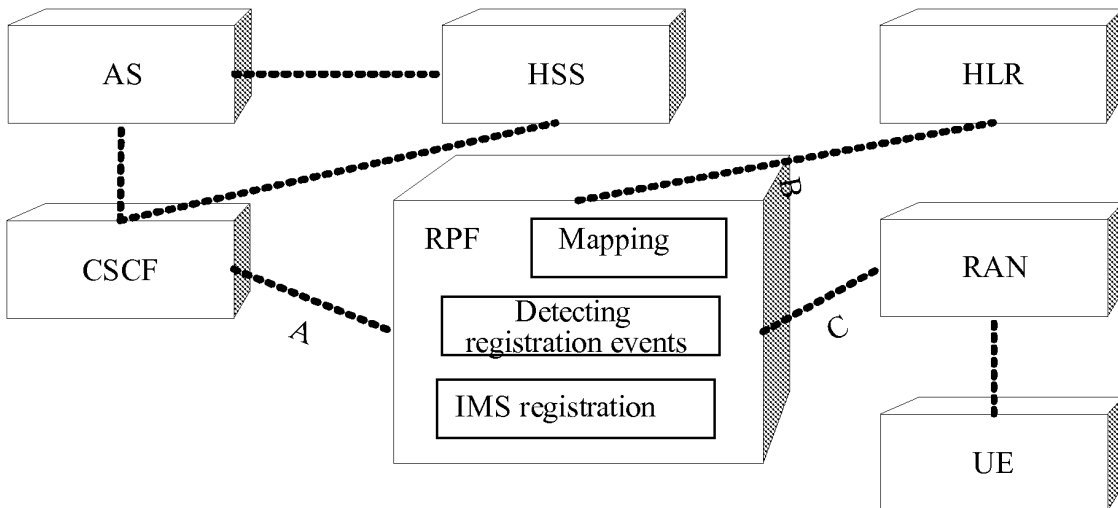 AS
HSS
HLR
B
RPF
Mapping
CSCF
RAN
Detecting
registration events
A
C
IMS registration
UE